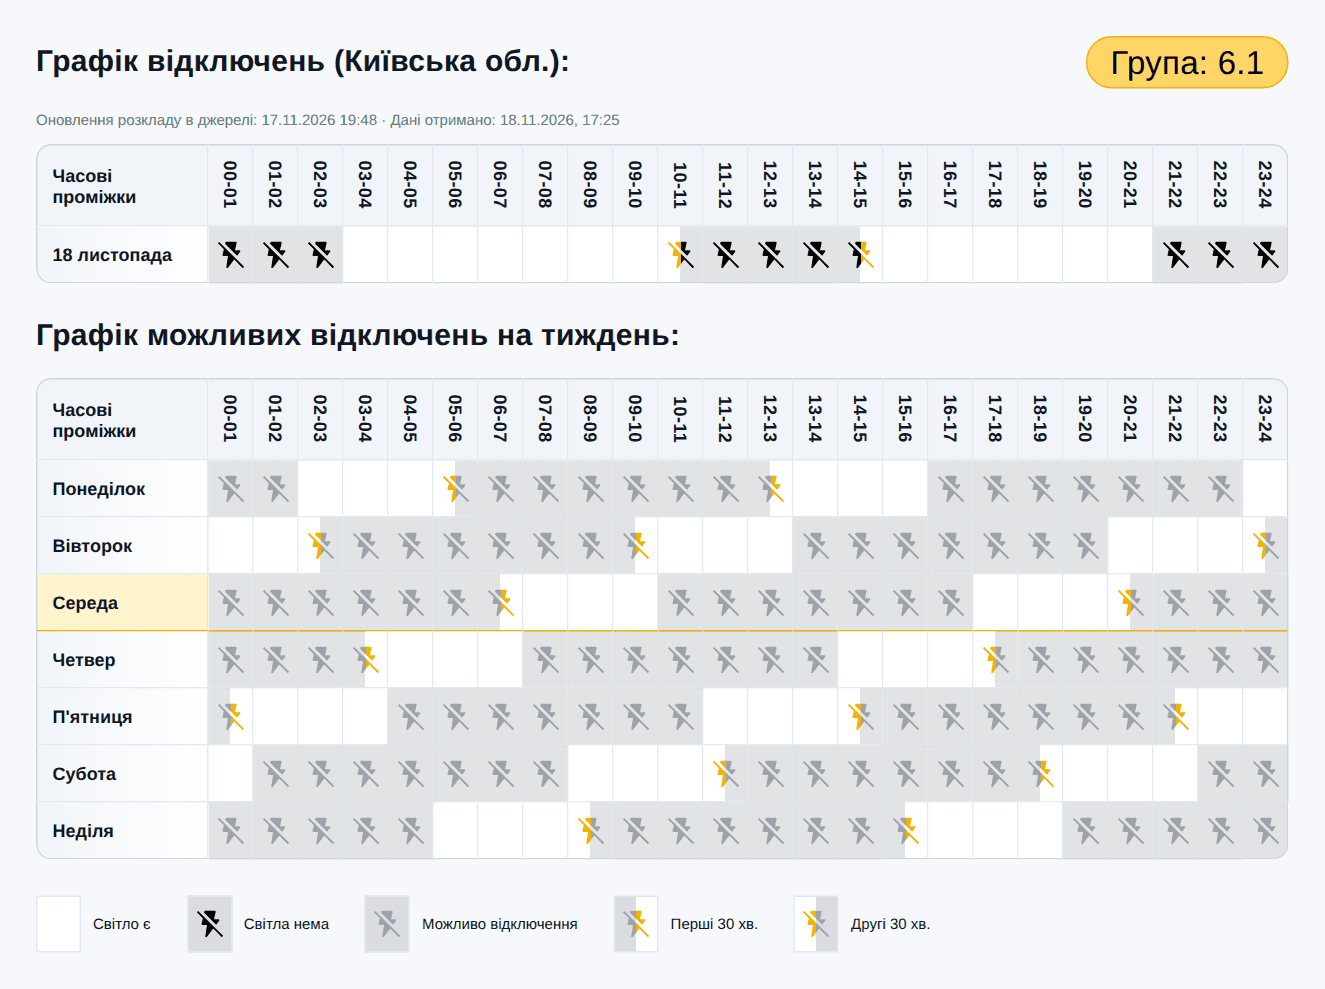 Графік відключень (Київська обл.):
Група: 6.1
Оновлення розкладу в джерелі: 17.11.2026 19:48 · Дані отримано: 18.11.2026, 17:25
Часові
проміжки
00-01 01-02 02-03 03-04 04-05 05-06 06-07 07-08 08-09 09-10 10-11 11-12 12-13 13-14 14-15 15-16 16-17 17-18 18-19 19-20 20-21 21-22 22-23 23-24
18 листопада
Графік можливих відключень на тиждень:
Часові
проміжки
00-01 01-02 02-03 03-04 04-05 05-06 06-07 07-08 08-09 09-10 10-11 11-12 12-13 13-14 14-15 15-16 16-17 17-18 18-19 19-20 20-21 21-22 22-23 23-24
Понеділок
Вівторок
Середа
Четвер
П'ятниця
Субота
Неділя
Світло є
Світла нема
Можливо відключення
Перші 30 хв.
Другі 30 хв.